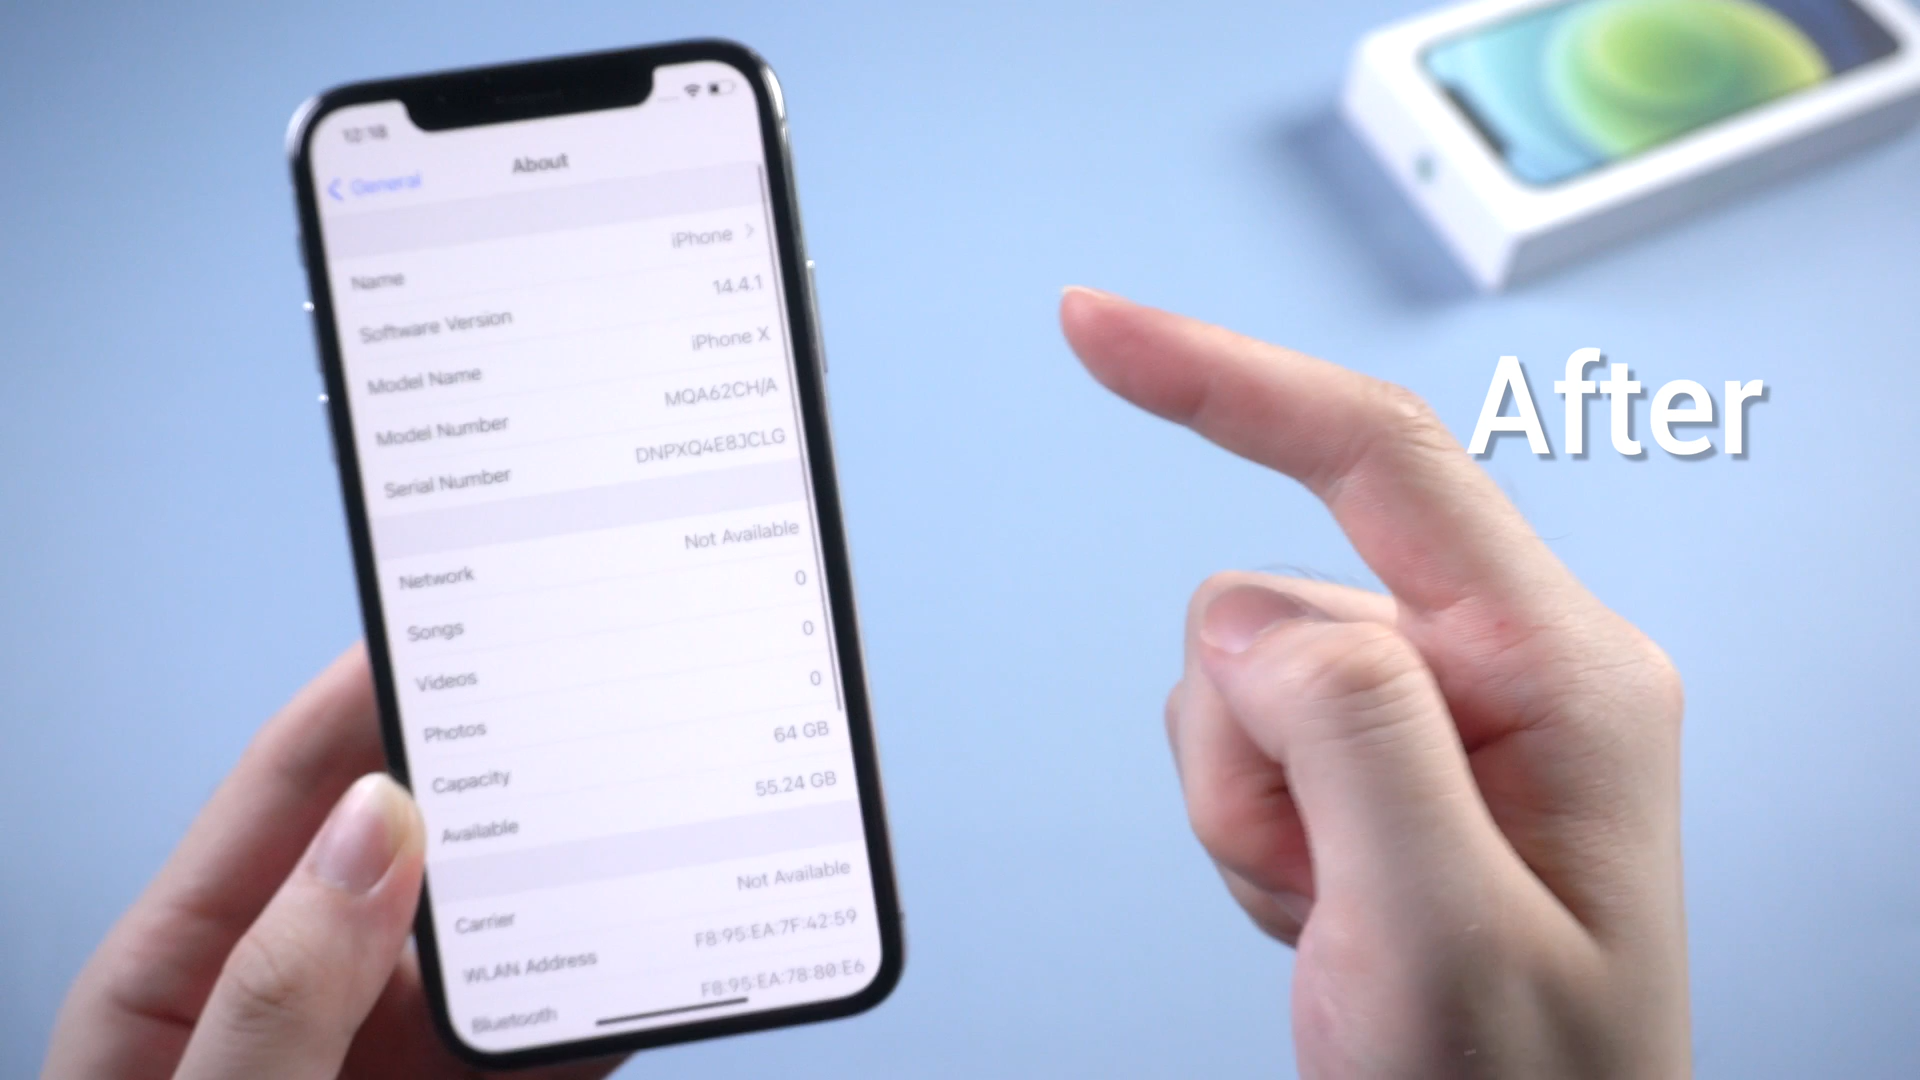 12:18
General
About
Name iPhone
Software Version 14.4.1
Model Name iPhone X
Model Number MQA62CH/A
Serial Number DNPXQ4E8JCLG
Network Not Available
Songs 0
Videos 0
Photos 0
Capacity 64 GB
Available 55.24 GB
Carrier Not Available
WLAN Address F8:95:EA:7F:42:59
Bluetooth F8:95:EA:78:80:E6
After